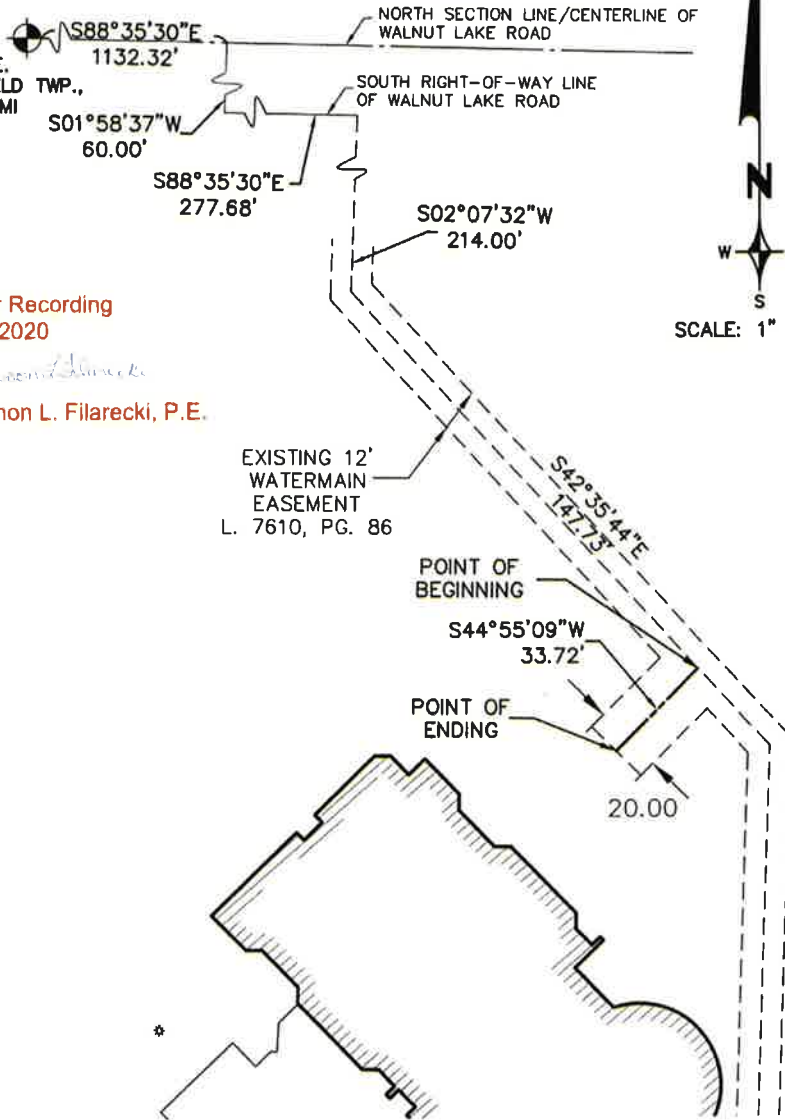 NORTH SECTION LINE/CENTERLINE OF
WALNUT LAKE ROAD
S88°35'30"E
1132.32'
TWP.,
MI
SOUTH RIGHT-OF-WAY LINE
OF WALNUT LAKE ROAD
S01°58'37"W
60.00'
S88°35'30"E
277.68'
S02°07'32"W
214.00'
N
W
S
SCALE: 1"
Recording
2020
L. Filarecki, P.E.
EXISTING 12'
WATERMAIN
EASEMENT
L. 7610, PG. 86
S42°35'44"E
147.73'
POINT OF
BEGINNING
S44°55'09"W
33.72'
POINT OF
ENDING
20.00